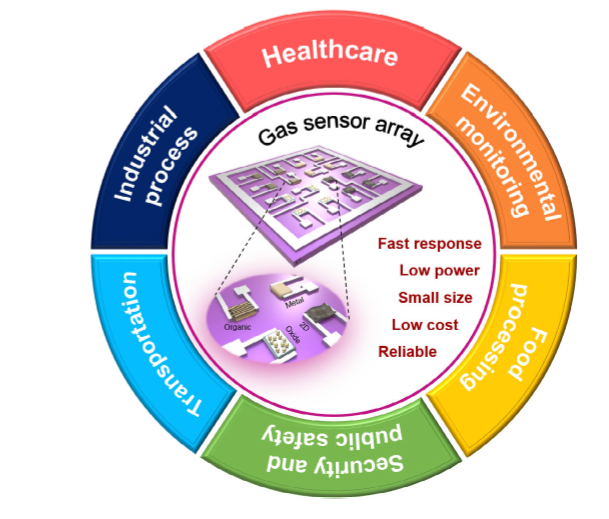 Healthcare
Environmental
monitoring
Food
processing
Security and
public safety
Transportation
Industrial
process
Gas sensor array
Fast response
Low power
Small size
Low cost
Reliable
Metal
Organic
2D
Oxide